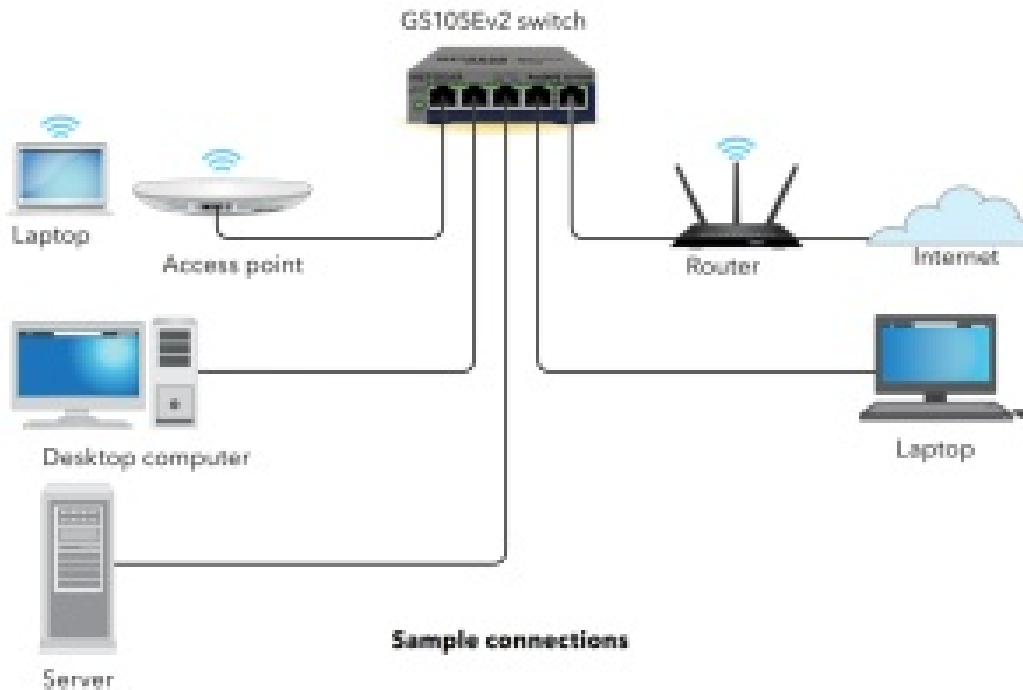 GS105Ev2 switch
Laptop
Access point
Router
Internet
Desktop computer
Laptop
Server
Sample connections